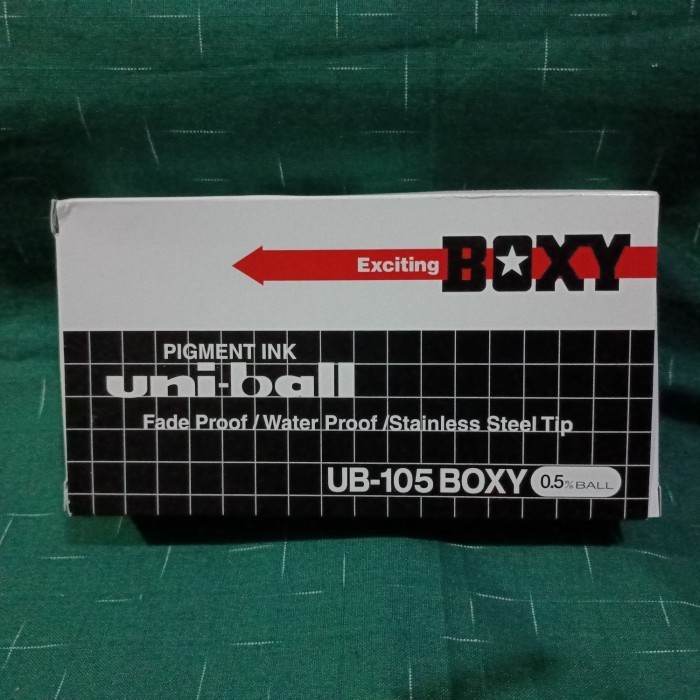 Exciting BOXY
PIGMENT INK
uni-ball
Fade Proof / Water Proof /Stainless Steel Tip
UB-105 BOXY 0.5㎜ BALL